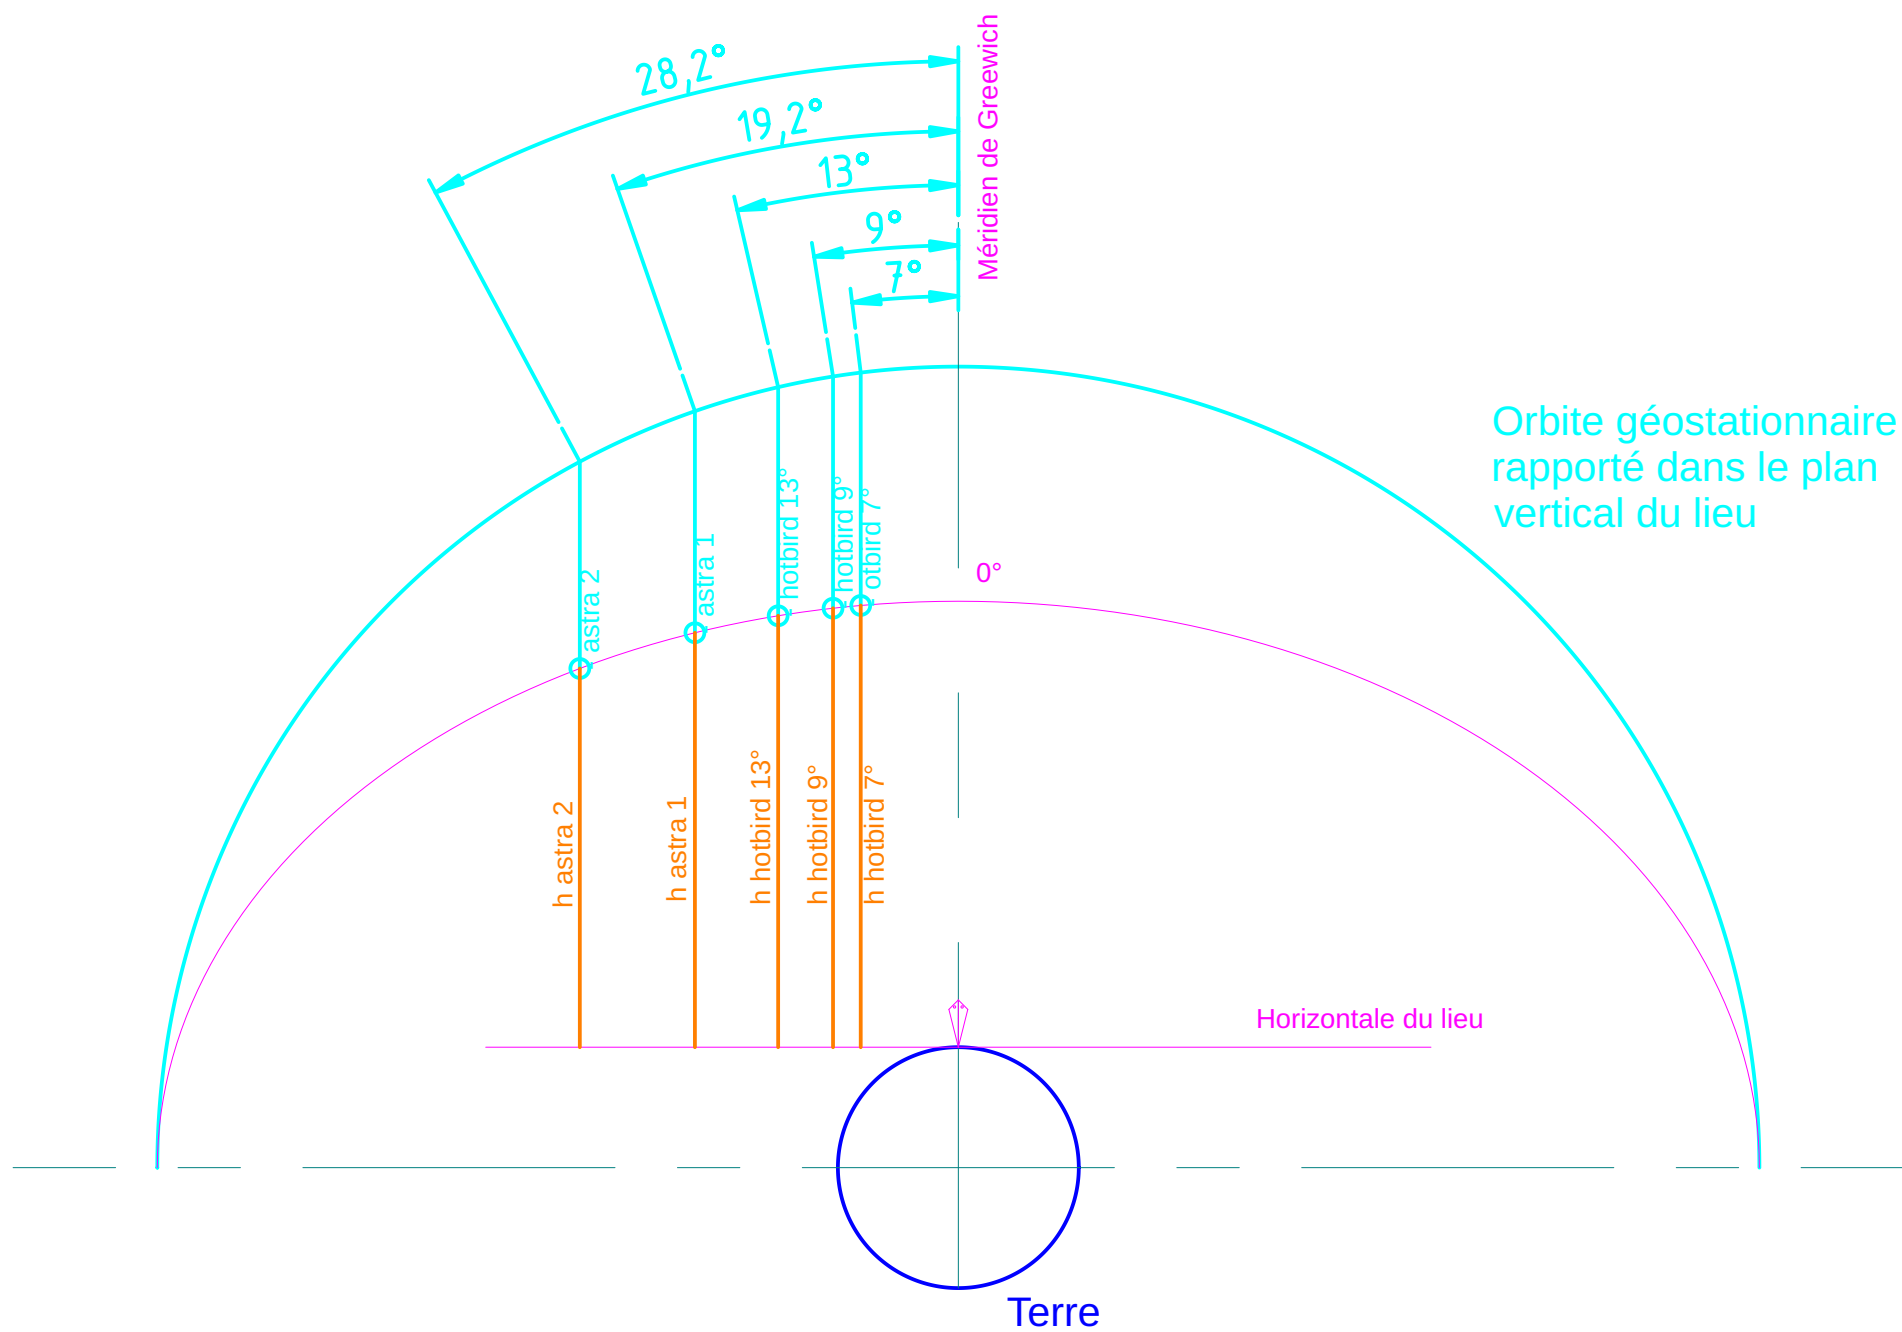 28,2°
19,2°
13°
9°
7°
Méridien de Greewich
Orbite géostationnaire
rapporté dans le plan
vertical du lieu
0°
astra 2
astra 1
hotbird 13°
hotbird 9°
otbird 7°
h astra 2
h astra 1
h hotbird 13°
h hotbird 9°
h hotbird 7°
Horizontale du lieu
Terre